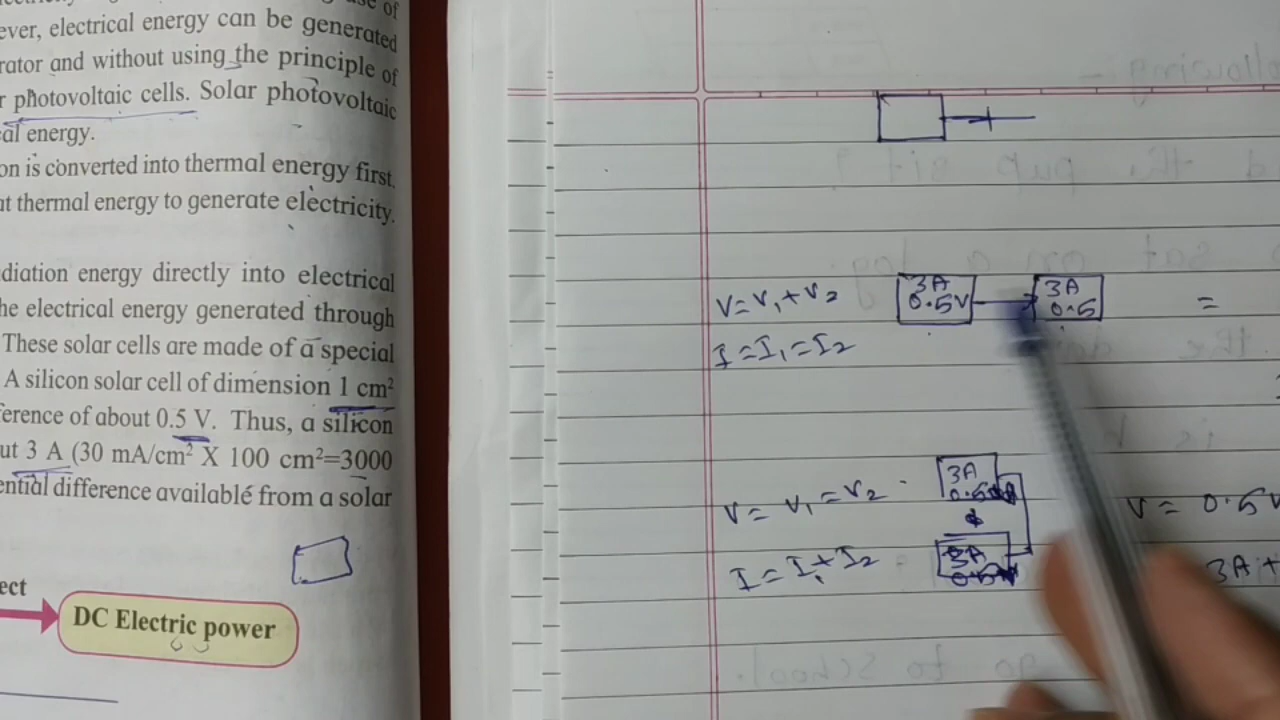 use of
ever, electrical energy can be generated
rator and without using the principle of
r photovoltaic cells. Solar photovoltaic
cal energy.
on is converted into thermal energy first,
at thermal energy to generate electricity.
diation energy directly into electrical
he electrical energy generated through
These solar cells are made of a special
A silicon solar cell of dimension 1 cm²
ference of about 0.5 V. Thus, a silicon
ut 3 A (30 mA/cm² X 100 cm²=3000
ential difference available from a solar
ect
DC Electric power
V=V₁+V₂
3A
0.5V
3A
0.5
=
I=I₁=I₂
V= V₁=V₂
3A
V= 0.5V
I=I₁+I₂
3A
3A+